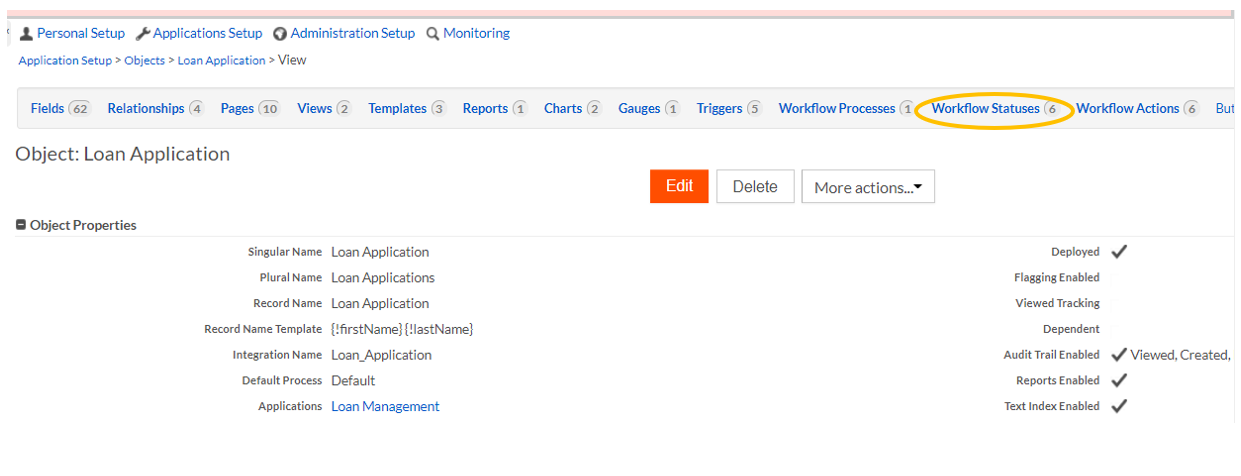 Personal Setup Applications Setup Administration Setup Monitoring
Application Setup > Objects > Loan Application > View
Fields 62 Relationships 4 Pages 10 Views 2 Templates 3 Reports 1 Charts 2 Gauges 1 Triggers 5 Workflow Processes 1 Workflow Statuses 6 Workflow Actions 6 But
Object: Loan Application
Edit Delete More actions...
Object Properties
Singular Name Loan Application Deployed
Plural Name Loan Applications Flagging Enabled
Record Name Loan Application Viewed Tracking
Record Name Template {!firstName} {!lastName} Dependent
Integration Name Loan_Application Audit Trail Enabled Viewed, Created,
Default Process Default Reports Enabled
Applications Loan Management Text Index Enabled